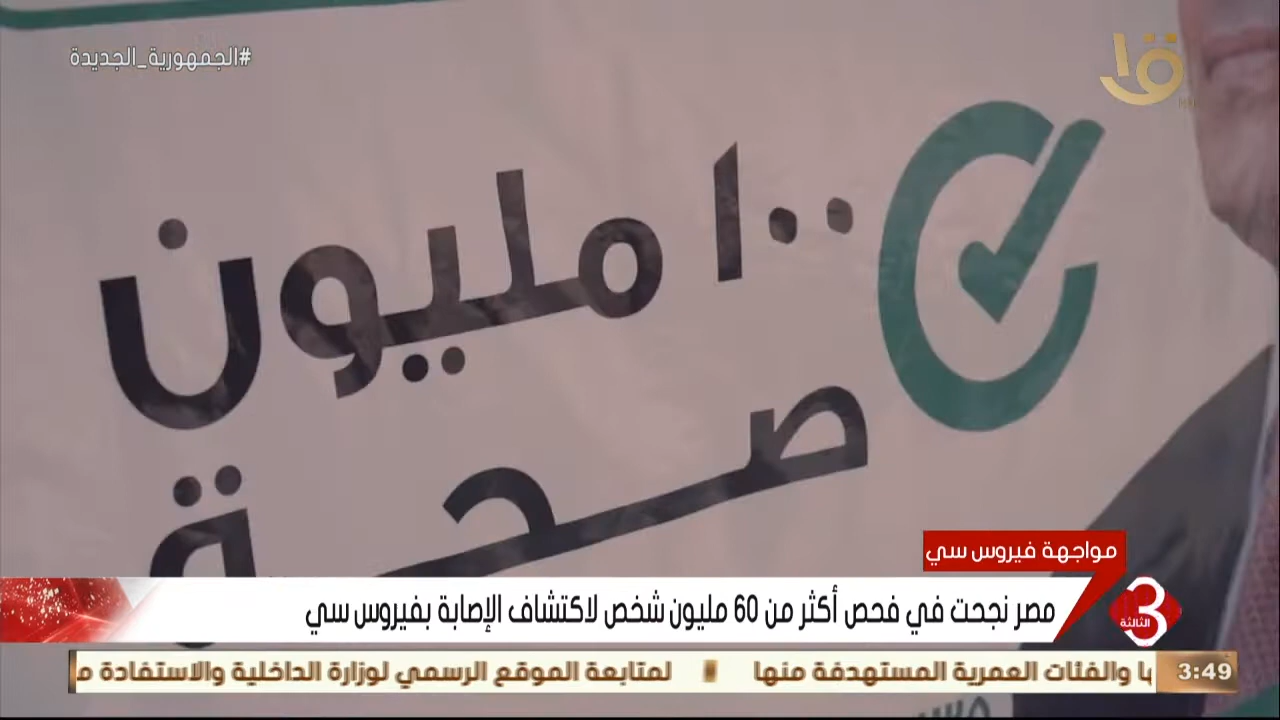 #الجمهورية_الجديدة
١٠٠ مليون
صحة
مواجهة فيروس سي
مصر نجحت في فحص أكثر من 60 مليون شخص لاكتشاف الإصابة بفيروس سي
3
الثالثة
والفئات العمرية المستهدفة منها
لمتابعة الموقع الرسمي لوزارة الداخلية والاستفادة
3:49